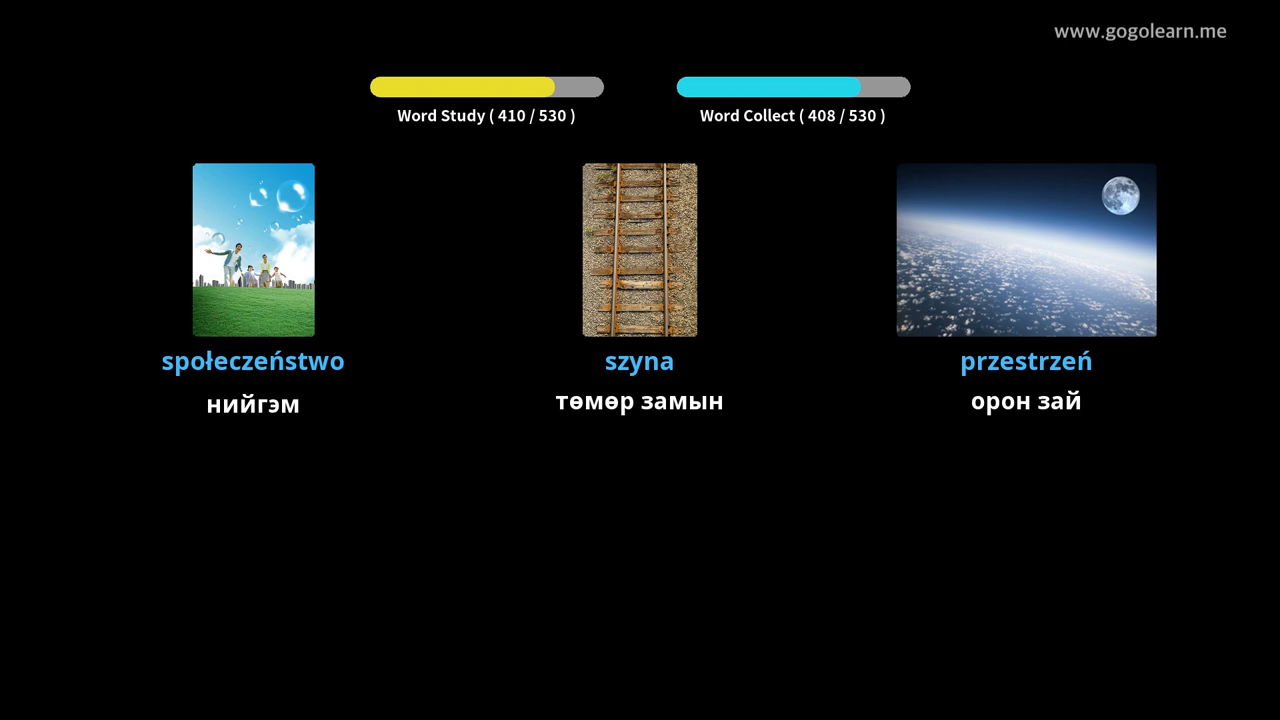 www.gogolearn.me
Word Study ( 410 / 530 )
Word Collect ( 408 / 530 )
społeczeństwo
szyna
przestrzeń
нийгэм
төмөр замын
орон зай